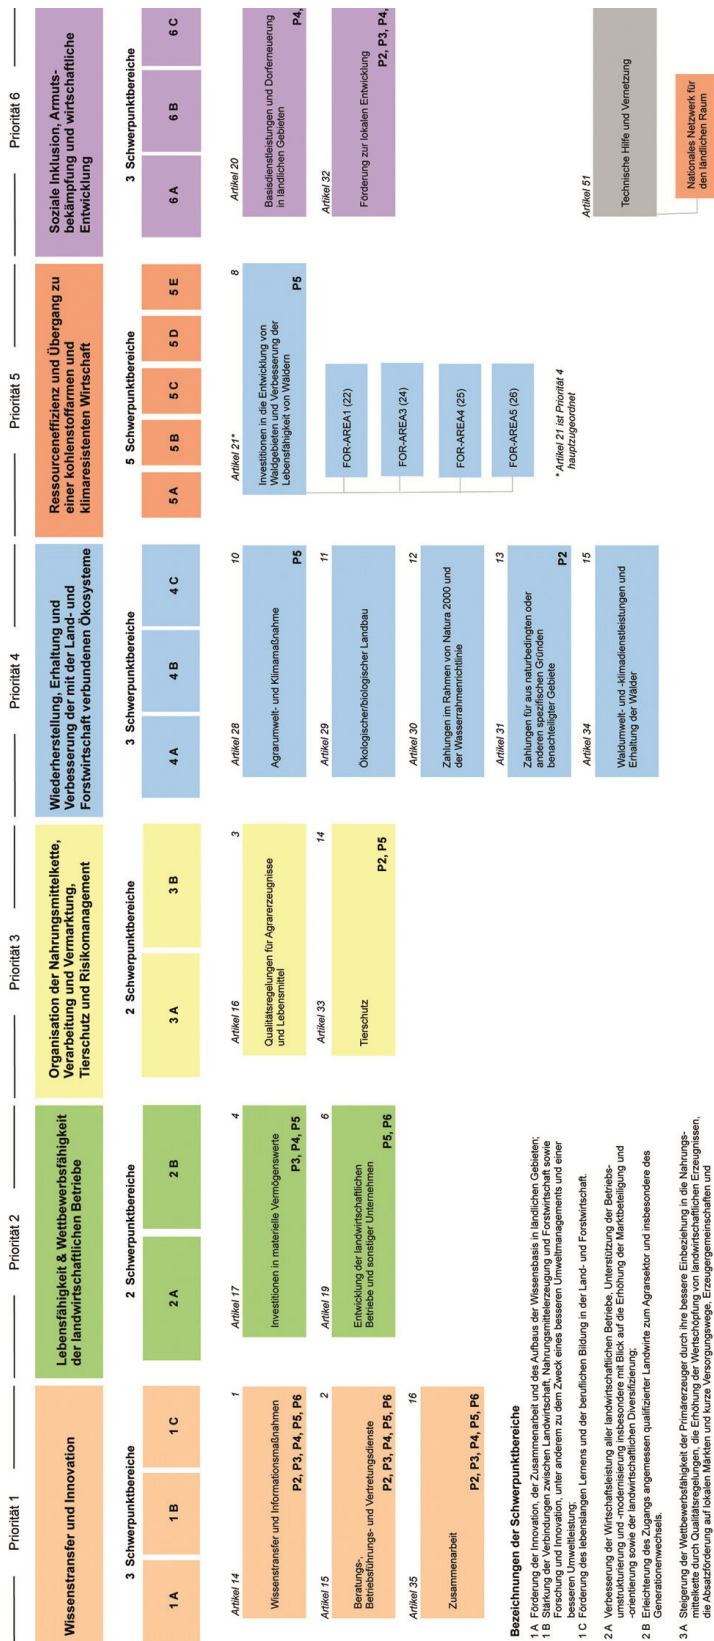 Priorität 1
Wissenstransfer und Innovation
3 Schwerpunktbereiche
1 A
1 B
1 C
Artikel 14
1
Wissenstransfer und Informationsmaßnahmen
P2, P3, P4, P5, P6
Artikel 15
2
Beratungs-,
Betriebsführungs- und Vertretungsdienste
P2, P3, P4, P5, P6
Artikel 35
16
Zusammenarbeit
P2, P3, P4, P5, P6
Priorität 2
Lebensfähigkeit & Wettbewerbsfähigkeit
der landwirtschaftlichen Betriebe
2 Schwerpunktbereiche
2 A
2 B
Artikel 17
4
Investitionen in materielle Vermögenswerte
P3, P4, P5
Artikel 19
6
Entwicklung der landwirtschaftlichen
Betriebe und sonstiger Unternehmen
P5, P6
Priorität 3
Organisation der Nahrungsmittelkette,
Verarbeitung und Vermarktung,
Tierschutz und Risikomanagement
2 Schwerpunktbereiche
3 A
3 B
Artikel 16
3
Qualitätsregelungen für Agrarerzeugnisse
und Lebensmittel
Artikel 33
14
Tierschutz
P2, P5
Priorität 4
Wiederherstellung, Erhaltung und
Verbesserung der mit der Land- und
Forstwirtschaft verbundenen Ökosysteme
3 Schwerpunktbereiche
4 A
4 B
4 C
Artikel 28
10
Agrarumwelt- und Klimamaßnahme
P5
Artikel 29
11
Ökologischer/biologischer Landbau
Artikel 30
12
Zahlungen im Rahmen von Natura 2000 und
der Wasserrahmenrichtlinie
Artikel 31
13
Zahlungen für aus naturbedingten oder
anderen spezifischen Gründen
benachteiligter Gebiete
P2
Artikel 34
15
Waldumwelt- und -klimadienstleistungen und
Erhaltung der Wälder
Priorität 5
Ressourceneffizienz und Übergang zu
einer kohlenstoffarmen und
klimaresistenten Wirtschaft
5 Schwerpunktbereiche
5 A
5 B
5 C
5 D
5 E
Artikel 21*
8
Investitionen in die Entwicklung von
Waldgebieten und Verbesserung der
Lebensfähigkeit von Wäldern
P5
FOR-AREA1 (22)
FOR-AREA3 (24)
FOR-AREA4 (25)
FOR-AREA5 (26)
* Artikel 21 ist Priorität 4
hauptzugeordnet
Priorität 6
Soziale Inklusion, Armuts-
bekämpfung und wirtschaftliche
Entwicklung
3 Schwerpunktbereiche
6 A
6 B
6 C
Artikel 20
Basisdienstleistungen und Dorferneuerung
in ländlichen Gebieten
P4,
Artikel 32
Förderung zur lokalen Entwicklung
P2, P3, P4,
Artikel 51
Technische Hilfe und Vernetzung
Nationales Netzwerk für
den ländlichen Raum
Bezeichnungen der Schwerpunktbereiche
1 A Förderung der Innovation, der Zusammenarbeit und des Aufbaus der Wissensbasis in ländlichen Gebieten;
1 B Stärkung der Verbindungen zwischen Landwirtschaft, Nahrungsmittelerzeugung und Forstwirtschaft sowie
Forschung und Innovation, unter anderem zu dem Zweck eines besseren Umweltmanagements und einer
besseren Umweltleistung;
1 C Förderung des lebenslangen Lernens und der beruflichen Bildung in der Land- und Forstwirtschaft.
2 A Verbesserung der Wirtschaftsleistung aller landwirtschaftlichen Betriebe, Unterstützung der Betriebs-
umstrukturierung und -modernisierung insbesondere mit Blick auf die Erhöhung der Marktbeteiligung und
-orientierung sowie der landwirtschaftlichen Diversifizierung;
2 B Erleichterung des Zugangs angemessen qualifizierter Landwirte zum Agrarsektor und insbesondere des
Generationenwechsels.
3 A Steigerung der Wettbewerbsfähigkeit der Primärerzeuger durch ihre bessere Einbeziehung in die Nahrungs-
mittelkette durch Qualitätsregelungen, die Erhöhung der Wertschöpfung von landwirtschaftlichen Erzeugnissen,
die Absatzförderung auf lokalen Märkten und kurze Versorgungswege, Erzeugergemeinschaften und